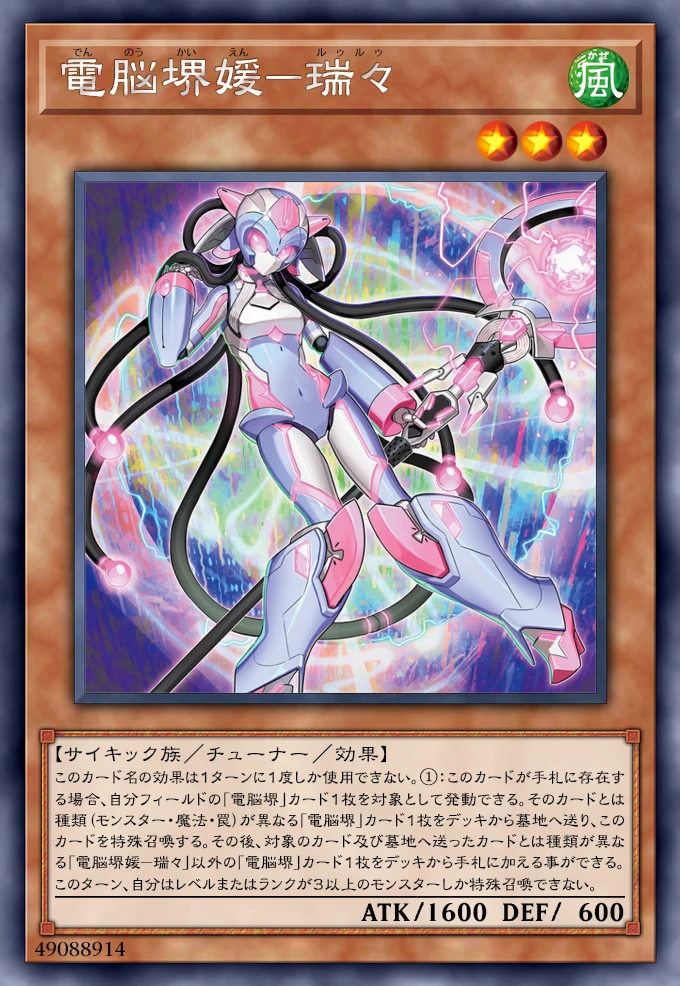 でん のう かい えん ルゥ ルゥ
電脳堺媛－瑞々
かぜ
風
【サイキック族／チューナー／効果】
このカード名の効果は１ターンに１度しか使用できない。①：このカードが手札に存在す
る場合、自分フィールドの「電脳堺」カード１枚を対象として発動できる。そのカードとは
種類（モンスター・魔法・罠）が異なる「電脳堺」カード１枚をデッキから墓地へ送り、この
カードを特殊召喚する。その後、対象のカード及び墓地へ送ったカードとは種類が異な
る「電脳堺媛－瑞々」以外の「電脳堺」カード１枚をデッキから手札に加える事ができる。
このターン、自分はレベルまたはランクが３以上のモンスターしか特殊召喚できない。
ATK/1600 DEF/ 600
49088914